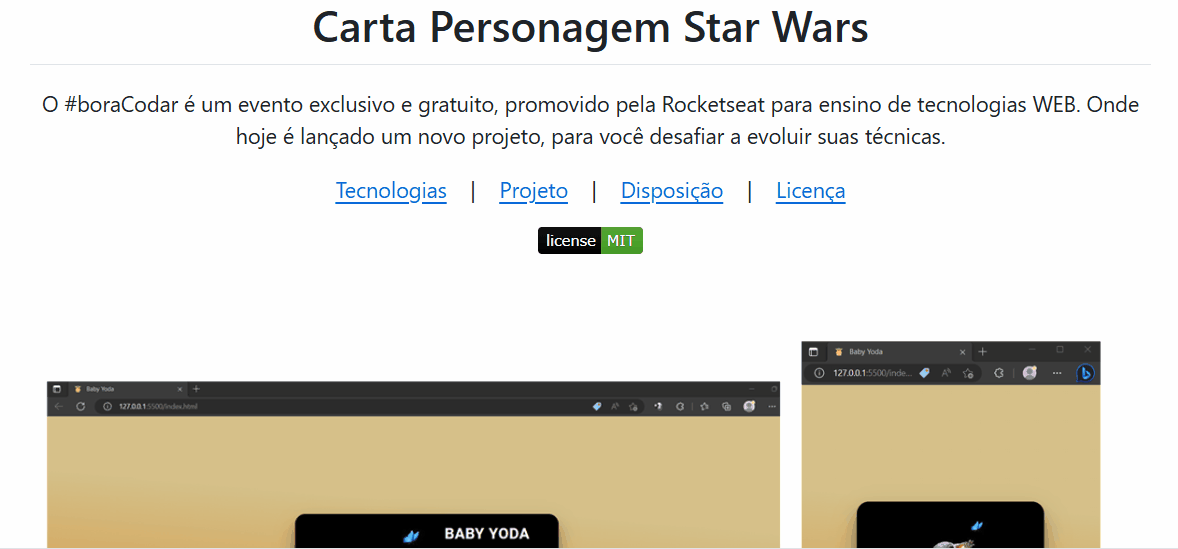 Carta Personagem Star Wars
O #boraCodar é um evento exclusivo e gratuito, promovido pela Rocketseat para ensino de tecnologias WEB. Onde
hoje é lançado um novo projeto, para você desafiar a evoluir suas técnicas.
Tecnologias | Projeto | Disposição | Licença
license MIT
Baby Yoda
127.0.0.1:5500/index.html
BABY YODA
Baby Yoda
127.0.0.1:5500/inde...